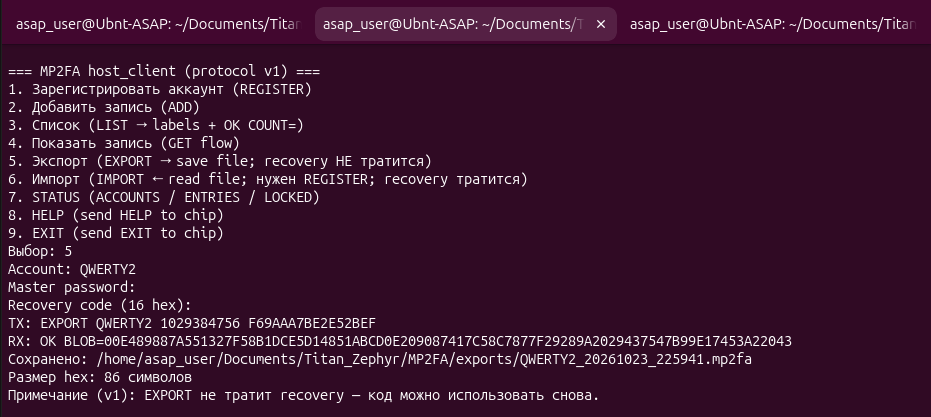 asap_user@Ubnt-ASAP: ~/Documents/Titan
asap_user@Ubnt-ASAP: ~/Documents/T
asap_user@Ubnt-ASAP: ~/Documents/Titan
=== MP2FA host_client (protocol v1) ===
1. Зарегистрировать аккаунт (REGISTER)
2. Добавить запись (ADD)
3. Список (LIST → labels + OK COUNT=)
4. Показать запись (GET flow)
5. Экспорт (EXPORT → save file; recovery НЕ тратится)
6. Импорт (IMPORT ← read file; нужен REGISTER; recovery тратится)
7. STATUS (ACCOUNTS / ENTRIES / LOCKED)
8. HELP (send HELP to chip)
9. EXIT (send EXIT to chip)
Выбор: 5
Account: QWERTY2
Master password:
Recovery code (16 hex):
TX: EXPORT QWERTY2 1029384756 F69AAA7BE2E52BEF
RX: OK BLOB=00E489887A551327F58B1DCE5D14851ABCD0E209087417C58C7877F29289A2029437547B99E17453A22043
Сохранено: /home/asap_user/Documents/Titan_Zephyr/MP2FA/exports/QWERTY2_20261023_225941.mp2fa
Размер hex: 86 символов
Примечание (v1): EXPORT не тратит recovery — код можно использовать снова.